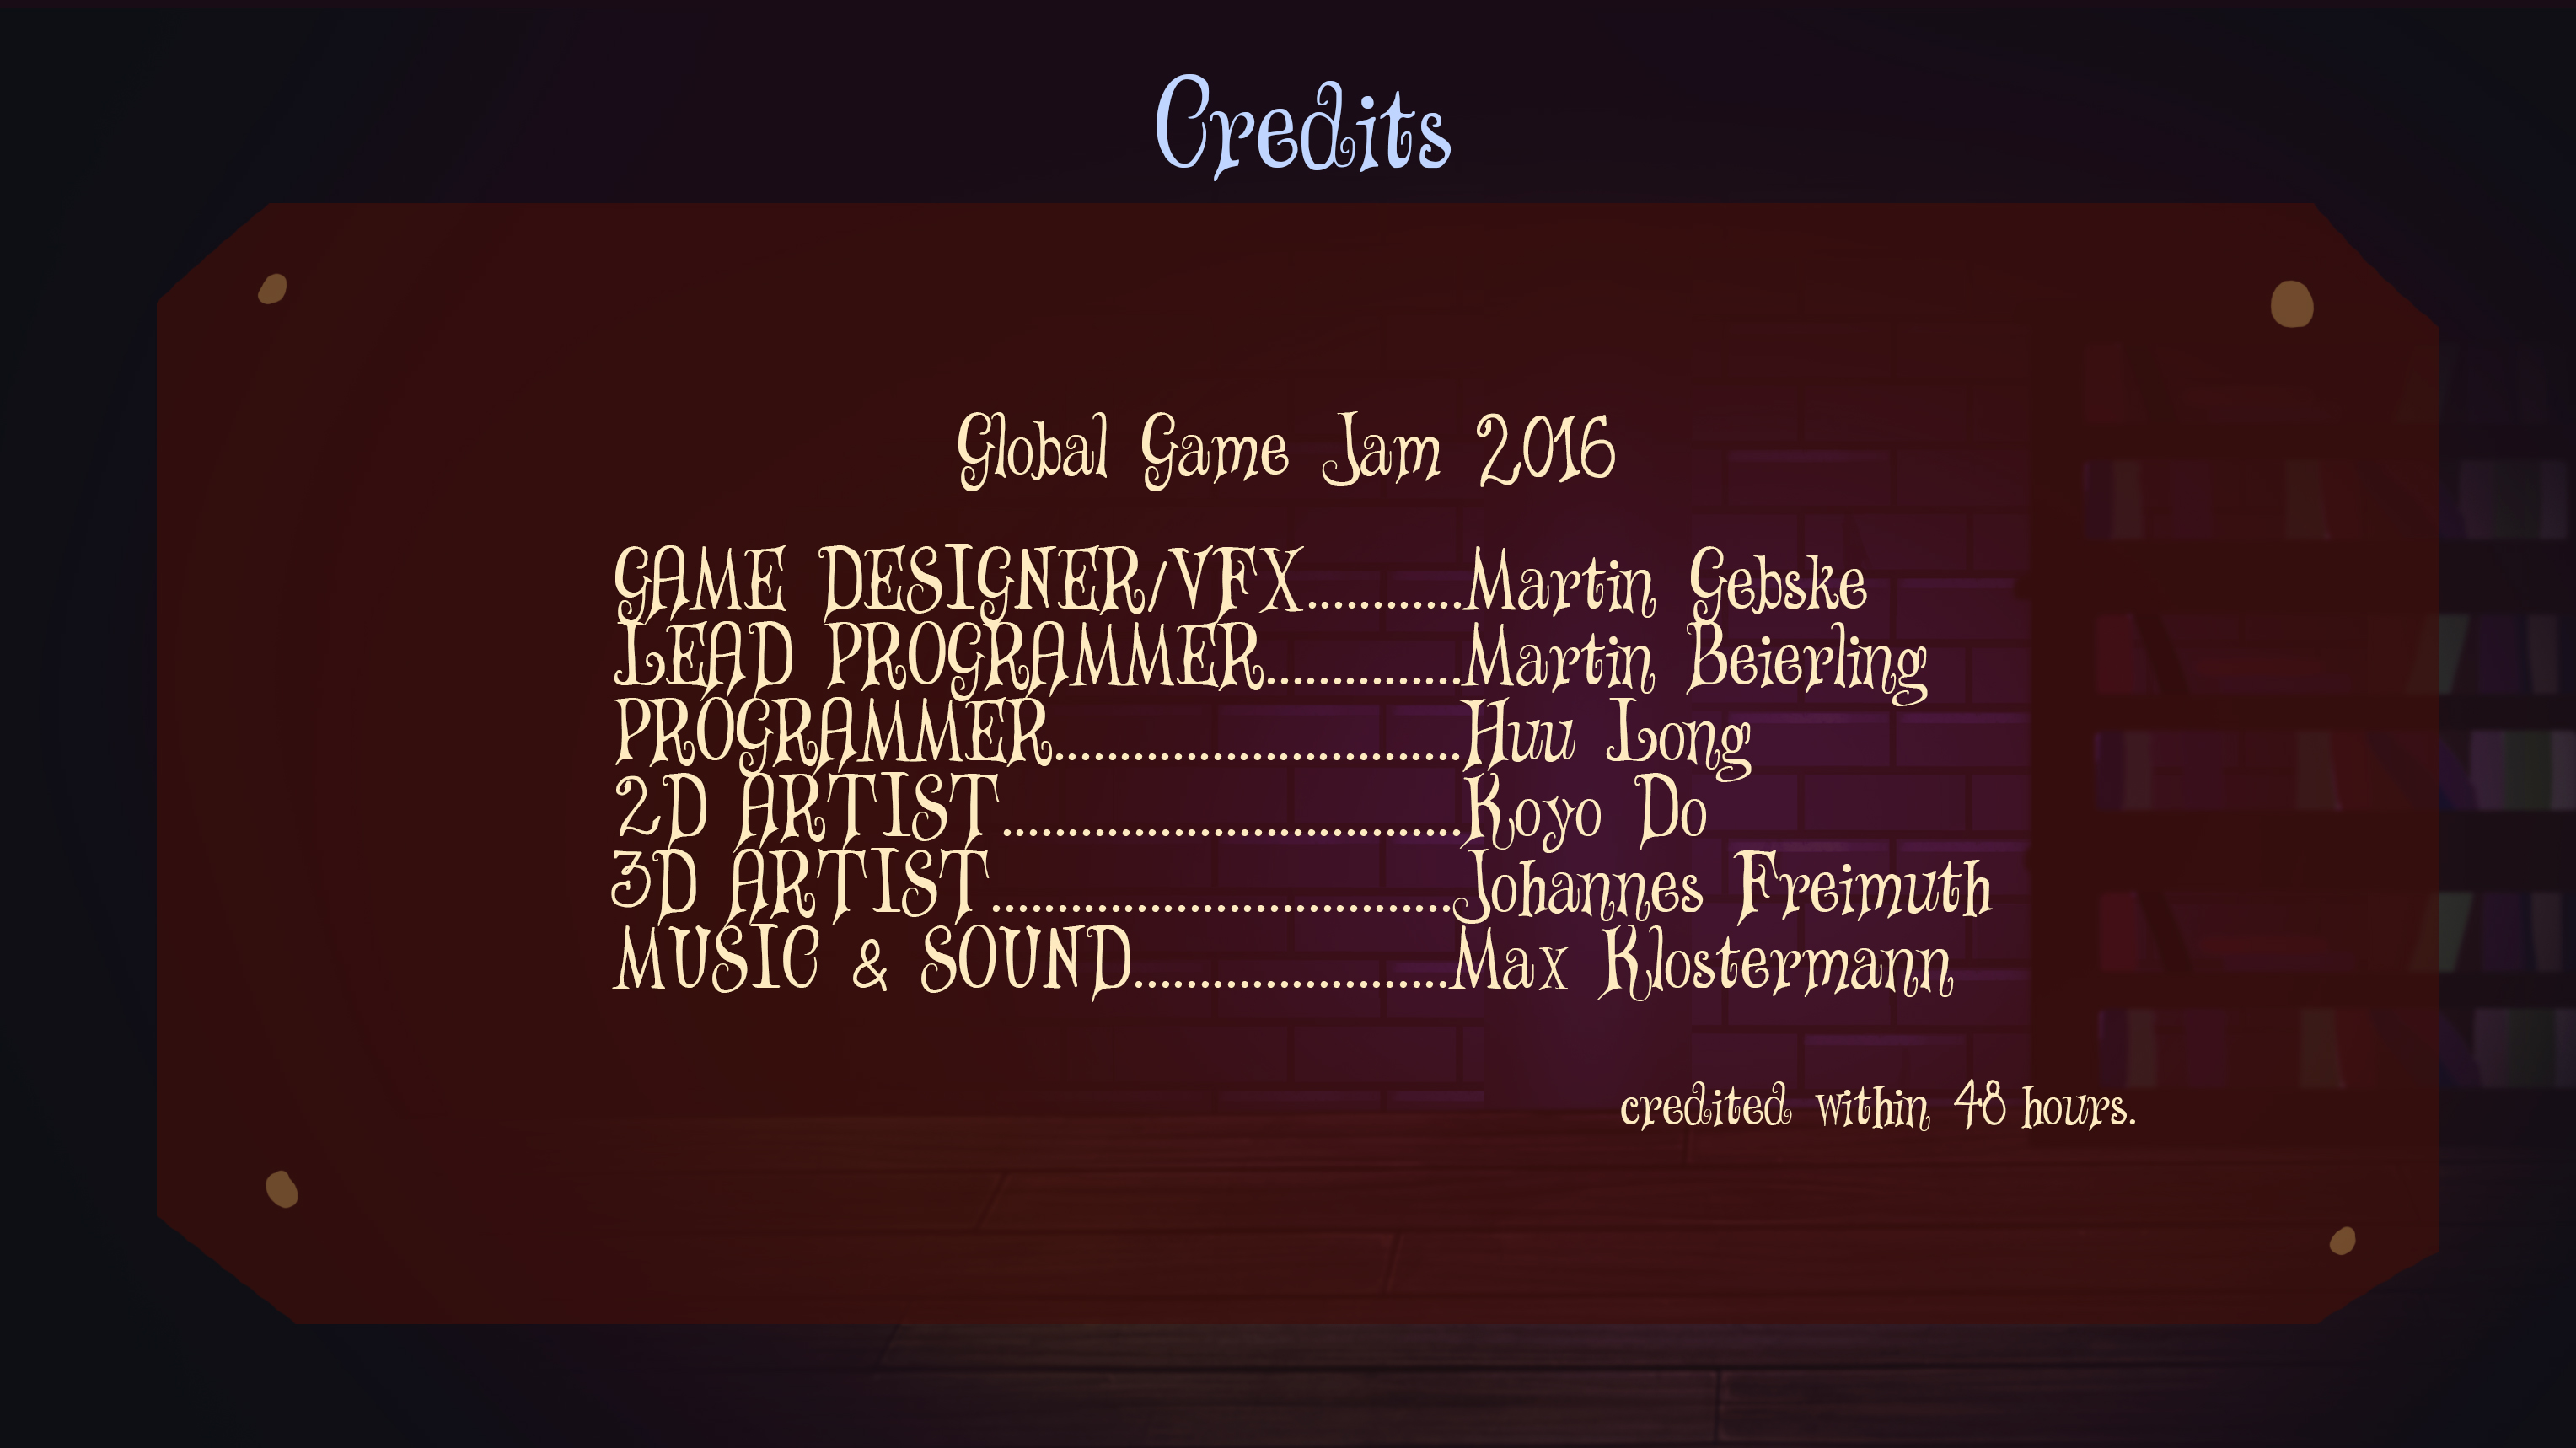 Credits
Global Game Jam 2016
GAME DESIGNER/VFX............Martin Gebske
LEAD PROGRAMMER...............Martin Beierling
PROGRAMMER...............................Huu Long
2D ARTIST...................................Koyo Do
3D ARTIST...................................Johannes Freimuth
MUSIC & SOUND........................Max Klostermann
credited within 48 hours.